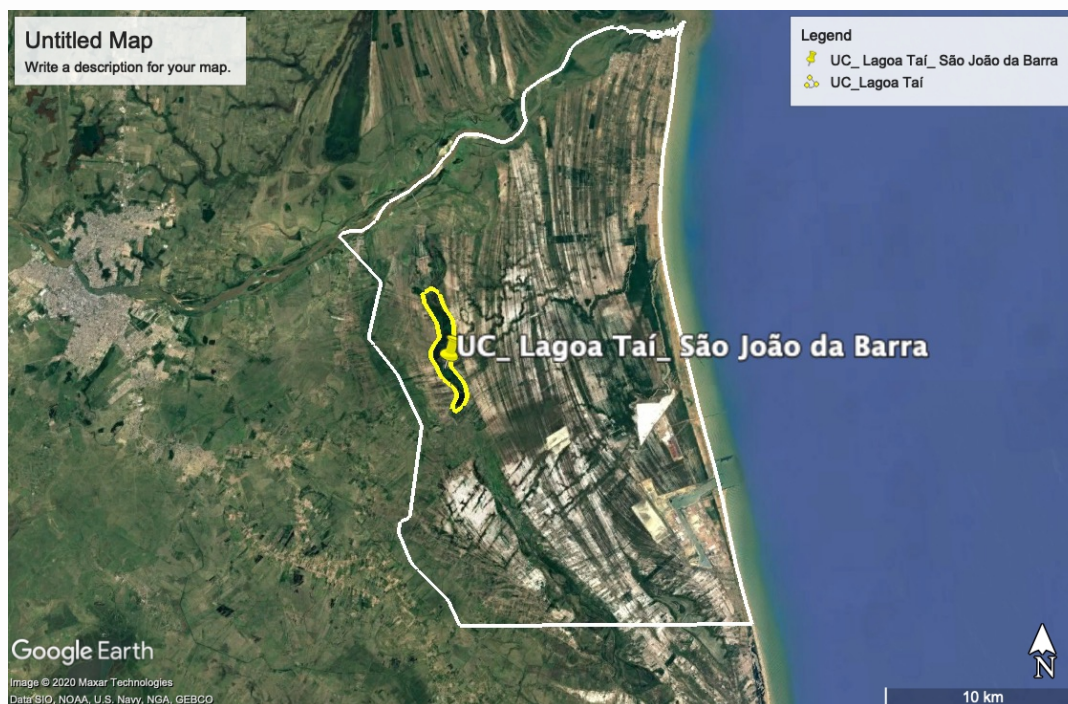 Untitled Map
Write a description for your map.
Legend
UC_ Lagoa Taí_ São João da Barra
UC_Lagoa Taí
UC_ Lagoa Taí_ São João da Barra
Google Earth
Image © 2020 Maxar Technologies
Data SIO, NOAA, U.S. Navy, NGA, GEBCO
N
10 km